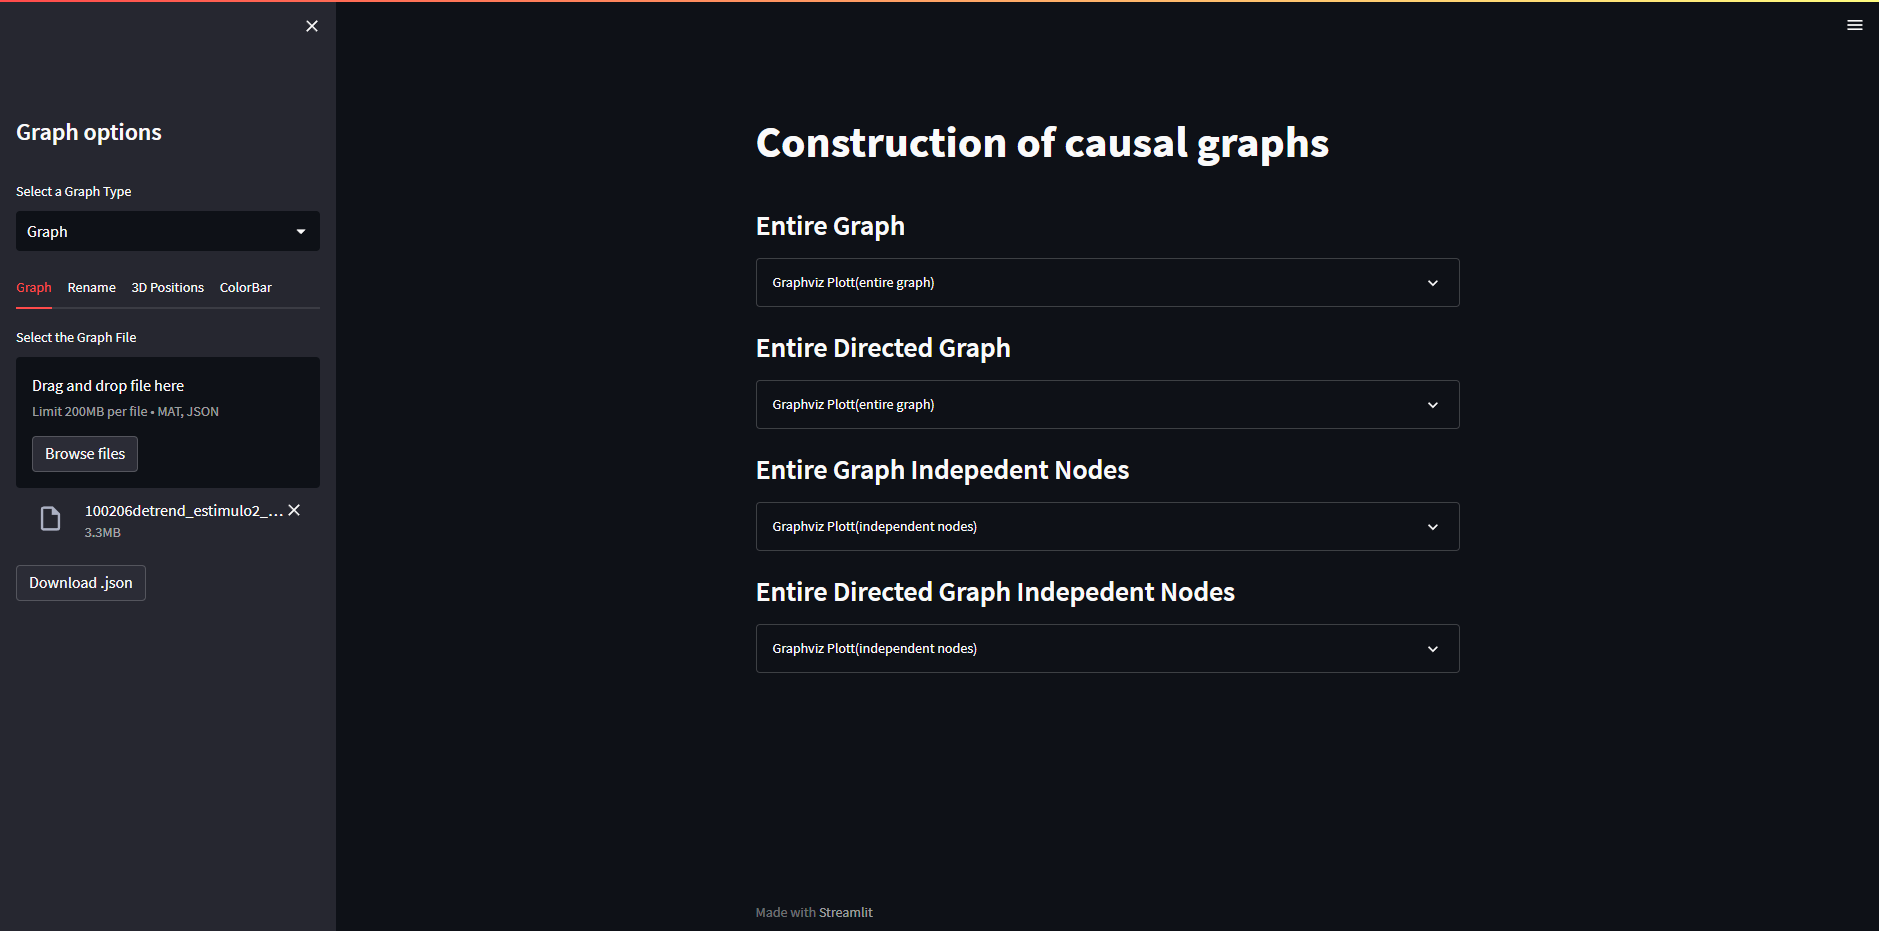 Graph options
Select a Graph Type
Graph
Graph Rename 3D Positions ColorBar
Select the Graph File
Drag and drop file here
Limit 200MB per file • MAT, JSON
Browse files
100206detrend_estimulo2_...
3.3MB
Download .json
Construction of causal graphs
Entire Graph
Graphviz Plott(entire graph)
Entire Directed Graph
Graphviz Plott(entire graph)
Entire Graph Indepedent Nodes
Graphviz Plott(independent nodes)
Entire Directed Graph Indepedent Nodes
Graphviz Plott(independent nodes)
Made with Streamlit